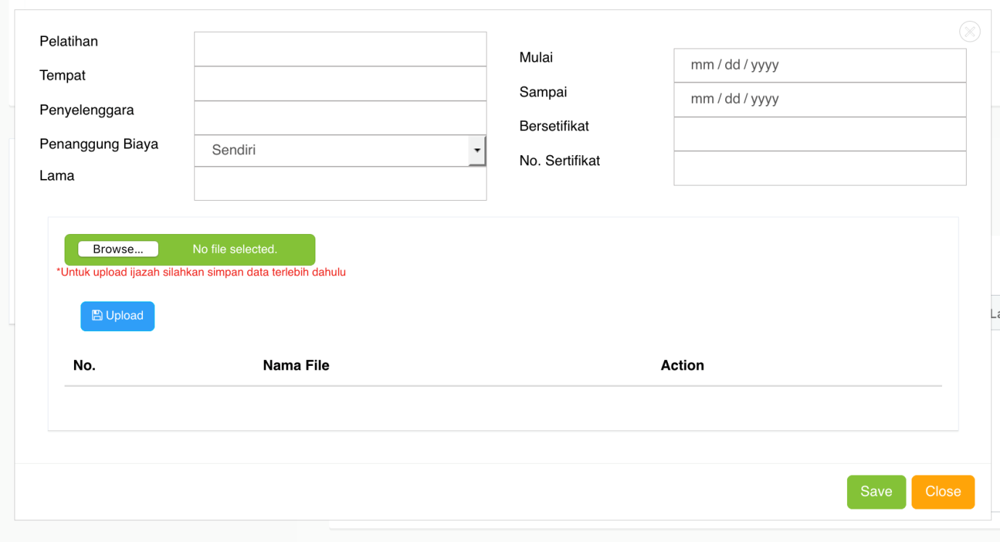 Pelatihan
Tempat
Penyelenggara
Penanggung Biaya
Sendiri
Lama
Mulai
mm / dd / yyyy
Sampai
mm / dd / yyyy
Bersetifikat
No. Sertifikat
Browse...
No file selected.
*Untuk upload ijazah silahkan simpan data terlebih dahulu
Upload
No.
Nama File
Action
Save
Close